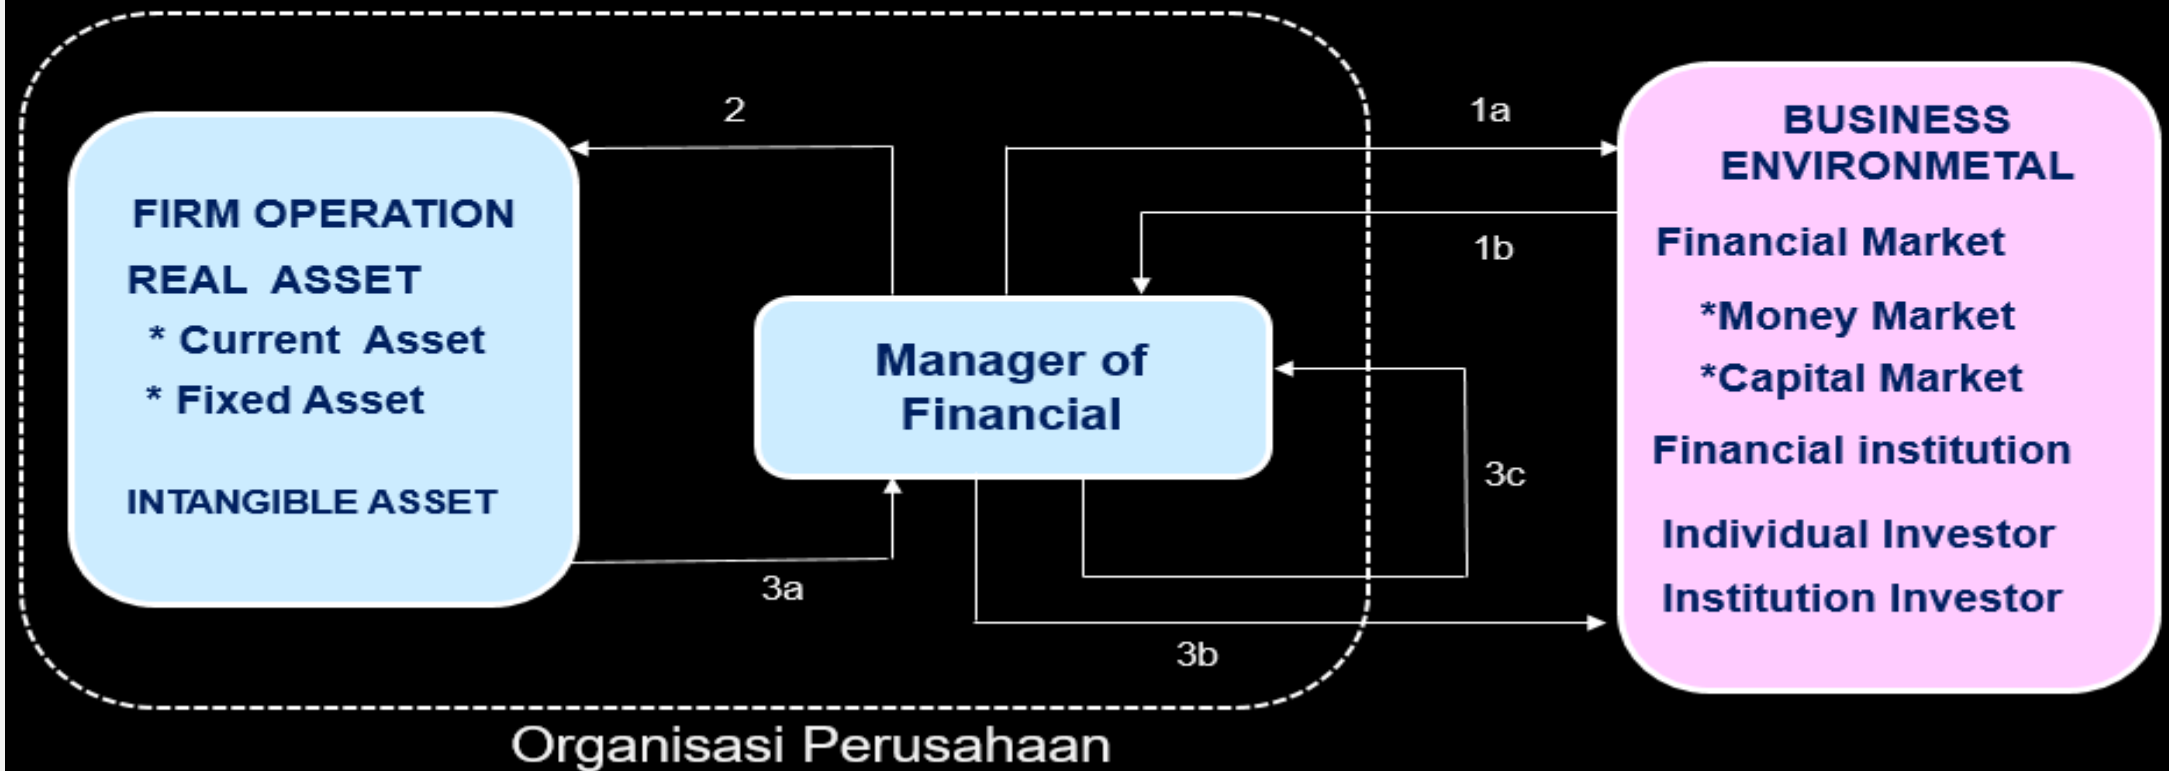 2
1a
BUSINESS
ENVIRONMETAL
FIRM OPERATION
REAL ASSET
* Current Asset
* Fixed Asset
INTANGIBLE ASSET
1b
Financial Market
*Money Market
*Capital Market
Financial institution
Individual Investor
Institution Investor
Manager of
Financial
3c
3a
3b
Organisasi Perusahaan